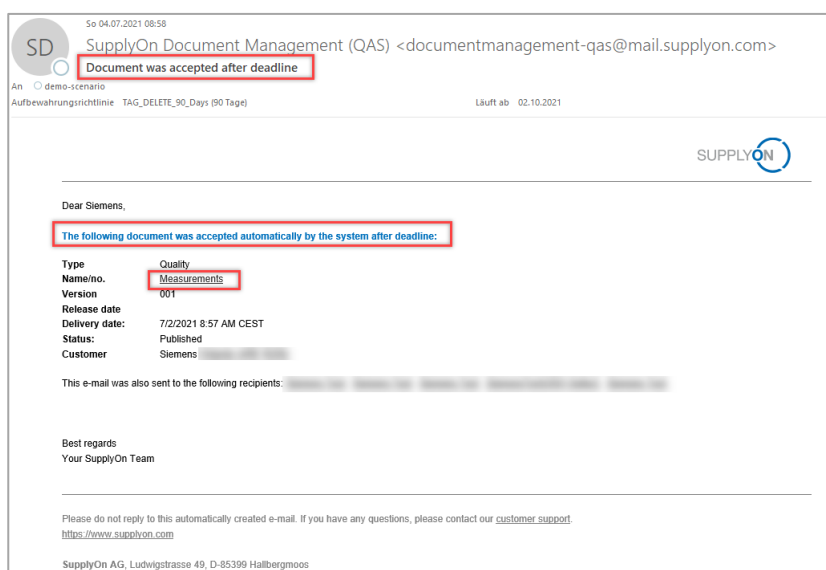 So 04.07.2021 08:58
SD
SupplyOn Document Management (QAS) <documentmanagement-qas@mail.supplyon.com>
Document was accepted after deadline
An demo-scenario
Aufbewahrungsrichtlinie TAG_DELETE_90_Days (90 Tage) Läuft ab 02.10.2021
SUPPLYON
Dear Siemens,
The following document was accepted automatically by the system after deadline:
Type Quality
Name/no. Measurements
Version 001
Release date
Delivery date: 7/2/2021 8:57 AM CEST
Status: Published
Customer Siemens
This e-mail was also sent to the following recipients:
Best regards
Your SupplyOn Team
Please do not reply to this automatically created e-mail. If you have any questions, please contact our customer support.
https://www.supplyon.com
SupplyOn AG, Ludwigstrasse 49, D-85399 Hallbergmoos